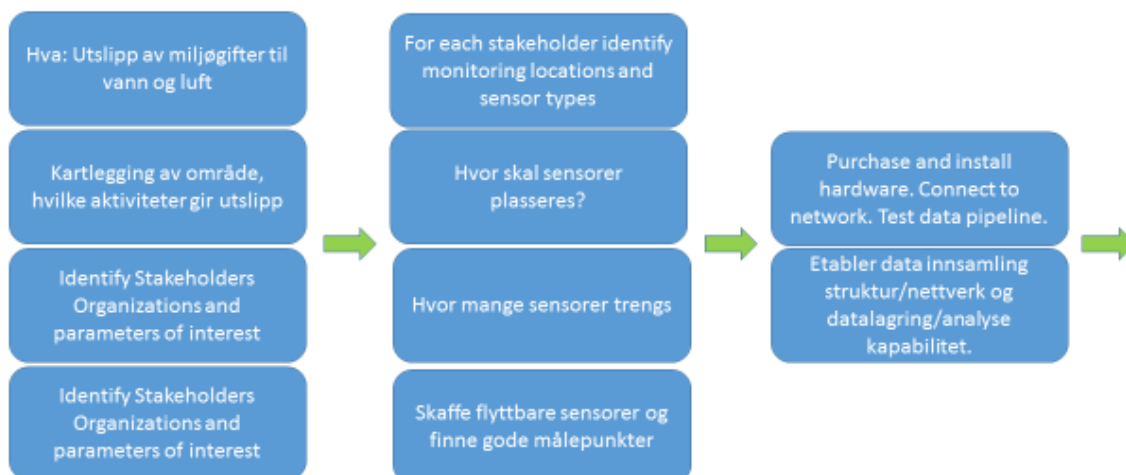 Hva: Utslipp av miljøgifter til
vann og luft
Kartlegging av område,
hvilke aktiviteter gir utslipp
Identify Stakeholders
Organizations and
parameters of interest
Identify Stakeholders
Organizations and
parameters of interest
For each stakeholder identify
monitoring locations and
sensor types
Hvor skal sensorer
plasseres?
Hvor mange sensorer trengs
Skaffe flyttbare sensorer og
finne gode målepunkter
Purchase and install
hardware. Connect to
network. Test data pipeline.
Etabler data innsamling
struktur/nettverk og
datalagring/analyse
kapabilitet.